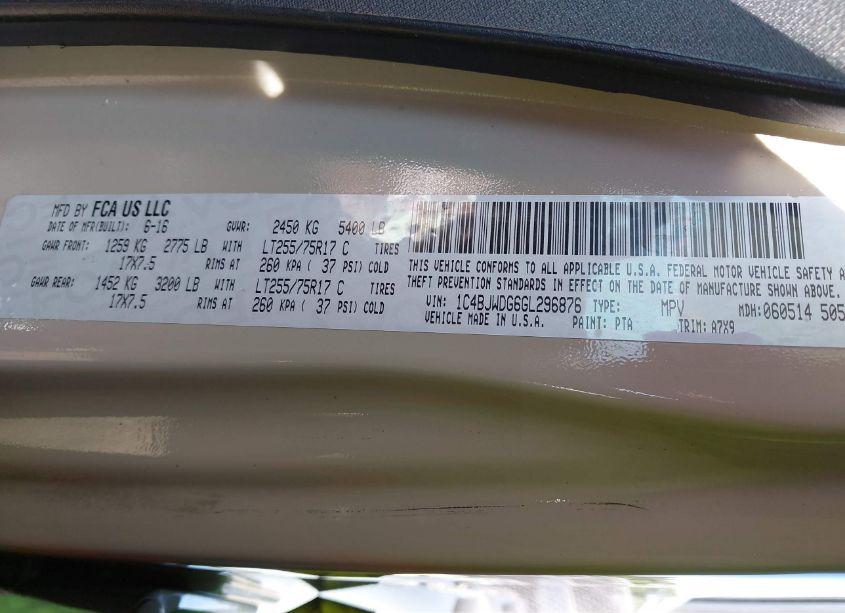 MFD BY FCA US LLC
DATE OF MFR(BUILT): 6-16 GVWR: 2450 KG 5400 LB
GAWR FRONT: 1259 KG 2775 LB WITH LT255/75R17 C TIRES
17X7.5 RIMS AT 260 KPA ( 37 PSI) COLD
GAWR REAR: 1452 KG 3200 LB WITH LT255/75R17 C TIRES
17X7.5 RIMS AT 260 KPA ( 37 PSI) COLD
THIS VEHICLE CONFORMS TO ALL APPLICABLE U.S.A. FEDERAL MOTOR VEHICLE SAFETY
THEFT PREVENTION STANDARDS IN EFFECT ON THE DATE OF MANUFACTURE SHOWN ABOVE.
VIN: 1C4BJWDG6GL296876 TYPE: MPV MDH:060514 505
VEHICLE MADE IN U.S.A. PAINT: PTA TRIM: A7X9